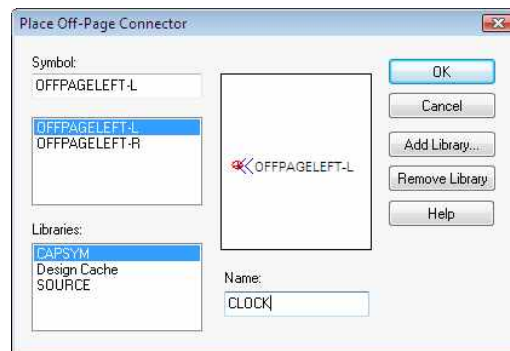 Place Off-Page Connector
Symbol:
OFFPAGELEFT-L
OFFPAGELEFT-L
OFFPAGELEFT-R
Libraries:
CAPSYM
Design Cache
SOURCE
OFFPAGELEFT-L
Name:
CLOCK
OK
Cancel
Add Library...
Remove Library
Help